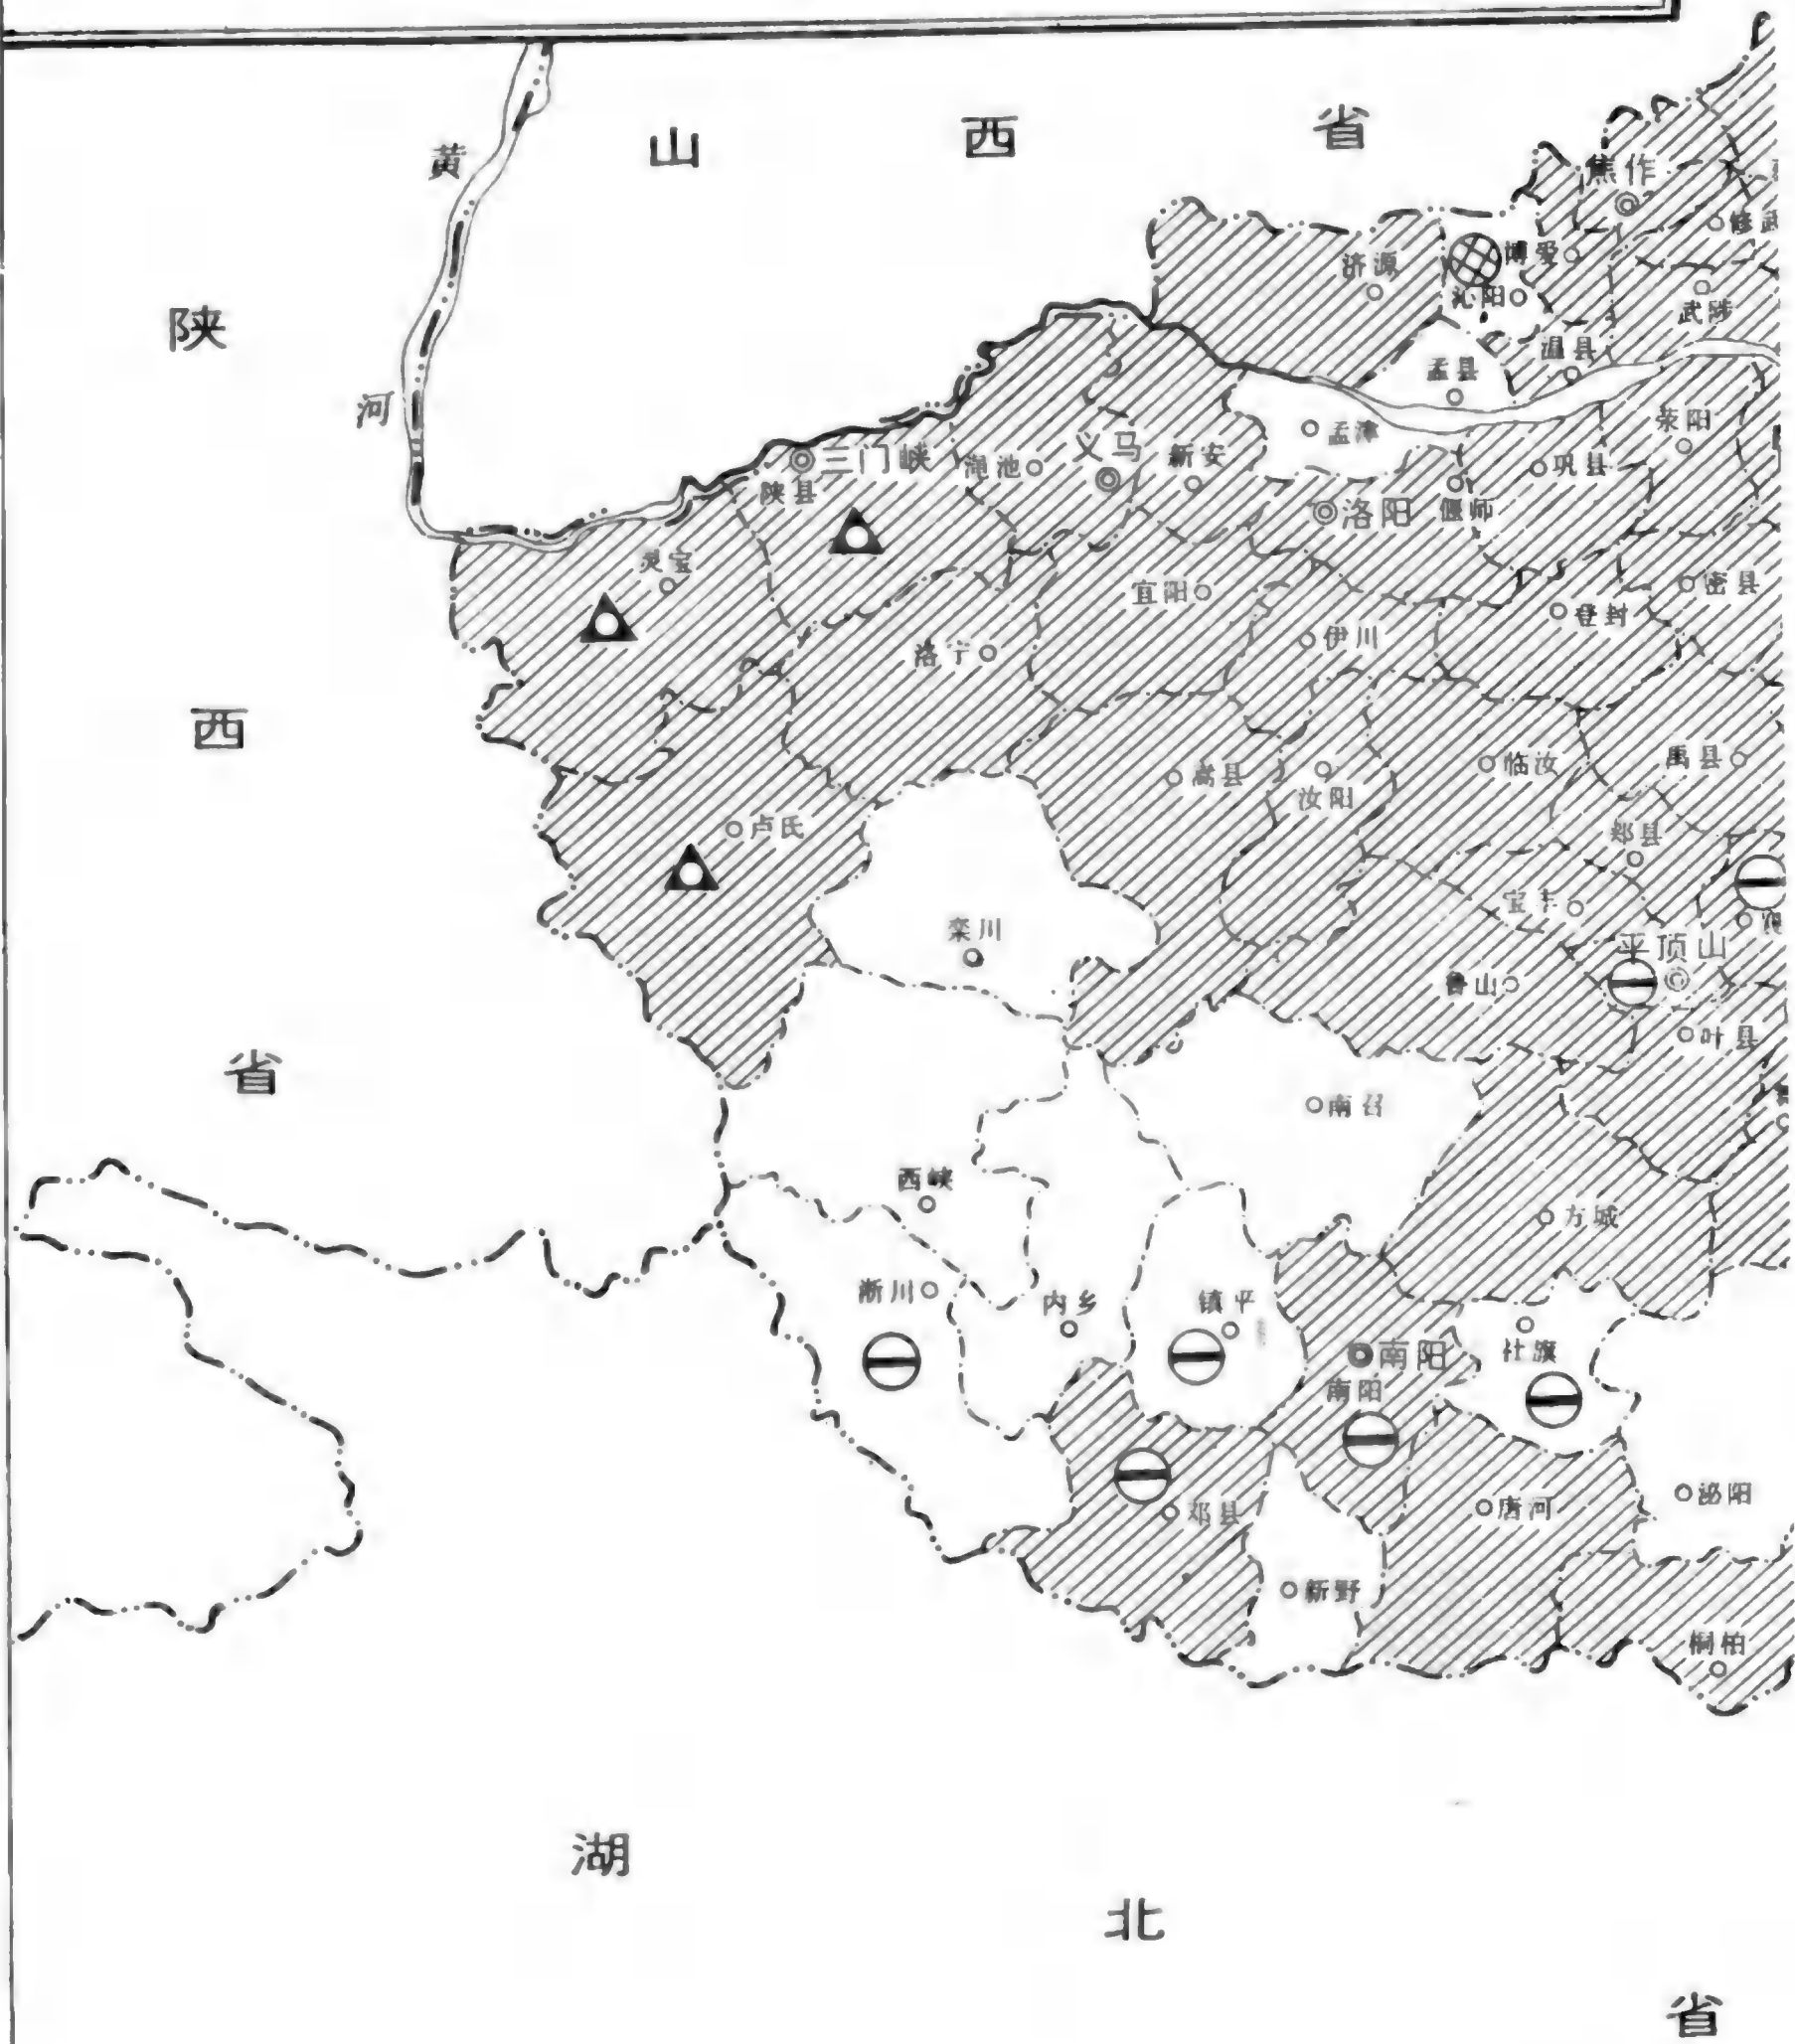 山西省
黄河
陕西省
湖北省
焦作
修武
博爱
济源
沁阳
武陟
温县
孟县
荥阳
孟津
三门峡
陕县
渑池
义马
新安
巩县
洛阳
偃师
灵宝
宜阳
密县
登封
伊川
洛宁
嵩县
临汝
禹县
汝阳
卢氏
郏县
宝丰
栾川
平顶山
鲁山
叶县
南召
西峡
方城
淅川
内乡
镇平
南阳
南阳
社旗
邓县
唐河
泌阳
新野
桐柏